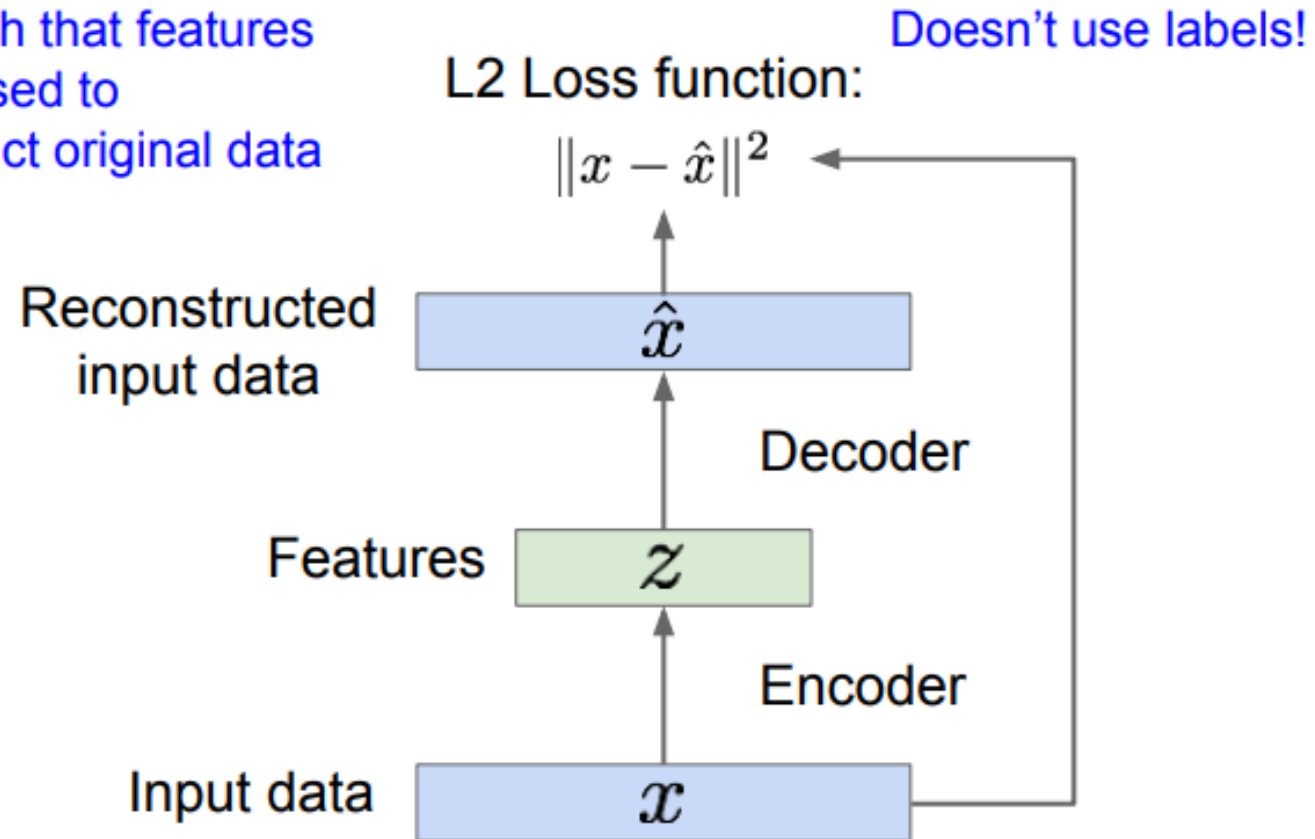 h that features
sed to
ct original data
Doesn't use labels!
L2 Loss function:
‖x − x̂‖²
Reconstructed
input data
x̂
Decoder
Features
z
Encoder
Input data
x